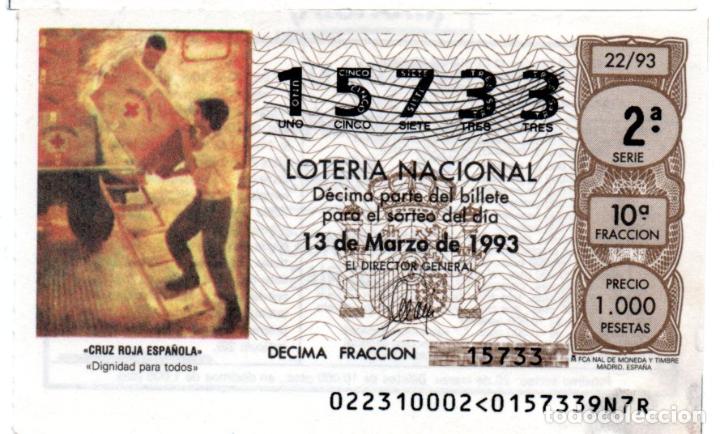 22/93
15733
UNO CINCO SIETE TRES TRES
2.ª
SERIE
LOTERIA NACIONAL
Décima parte del billete
para el sorteo del día
13 de Marzo de 1993
EL DIRECTOR GENERAL
10ª
FRACCION
PRECIO
1.000
PESETAS
«CRUZ ROJA ESPAÑOLA»
«Dignidad para todos»
DECIMA FRACCION 15733
FCA NAL DE MONEDA Y TIMBRE
MADRID. ESPAÑA
022310002<0157339N7R
todocoleccion